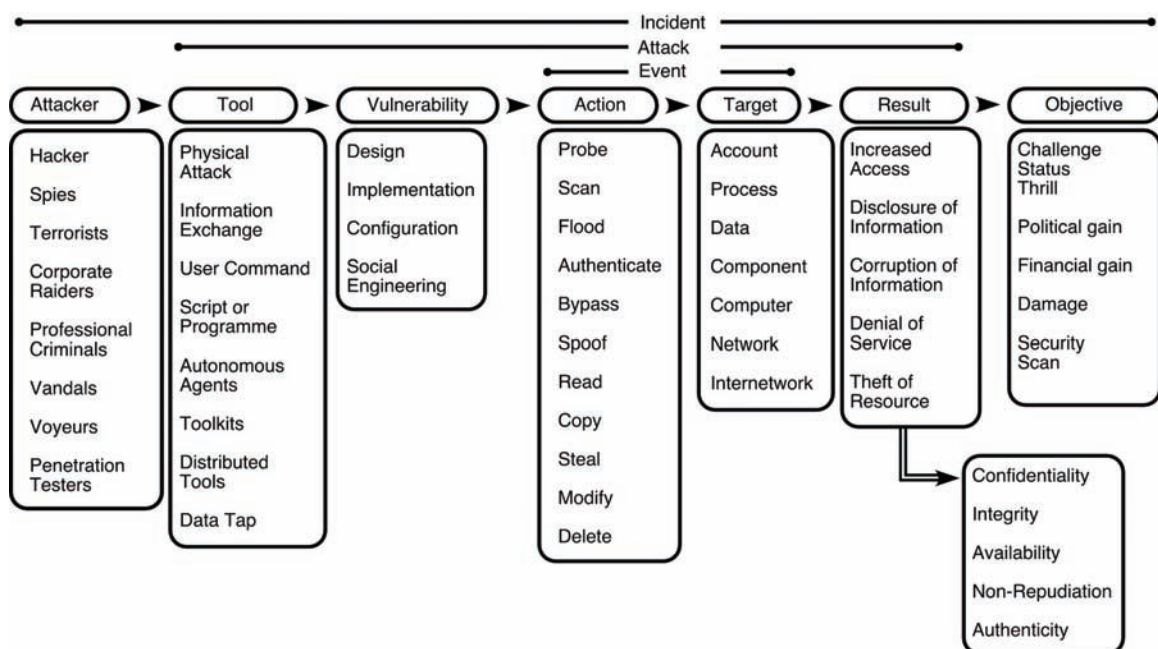 Incident
Attack
Event
Attacker
Tool
Vulnerability
Action
Target
Result
Objective
Hacker
Spies
Terrorists
Corporate
Raiders
Professional
Criminals
Vandals
Voyeurs
Penetration
Testers
Physical
Attack
Information
Exchange
User Command
Script or
Programme
Autonomous
Agents
Toolkits
Distributed
Tools
Data Tap
Design
Implementation
Configuration
Social
Engineering
Probe
Scan
Flood
Authenticate
Bypass
Spoof
Read
Copy
Steal
Modify
Delete
Account
Process
Data
Component
Computer
Network
Internetwork
Increased
Access
Disclosure of
Information
Corruption of
Information
Denial of
Service
Theft of
Resource
Challenge
Status
Thrill
Political gain
Financial gain
Damage
Security
Scan
Confidentiality
Integrity
Availability
Non-Repudiation
Authenticity